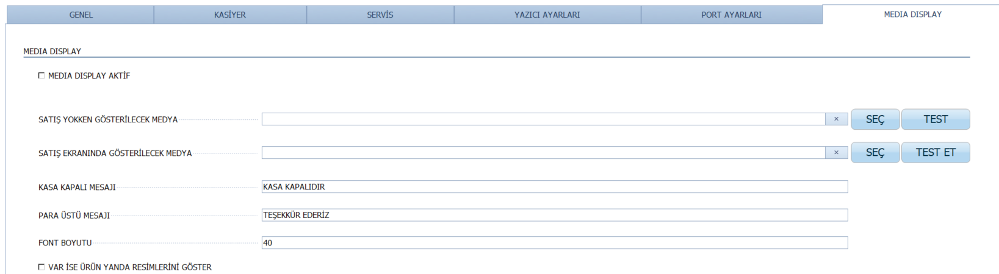 GENEL KASİYER SERVİS YAZICI AYARLARI PORT AYARLARI MEDIA DISPLAY
MEDIA DISPLAY
MEDIA DISPLAY AKTİF
SATIŞ YOKKEN GÖSTERİLECEK MEDYA × SEÇ TEST
SATIŞ EKRANINDA GÖSTERİLECEK MEDYA × SEÇ TEST ET
KASA KAPALI MESAJI KASA KAPALIDIR
PARA ÜSTÜ MESAJI TEŞEKKÜR EDERİZ
FONT BOYUTU 40
VAR İSE ÜRÜN YANDA RESİMLERİNİ GÖSTER